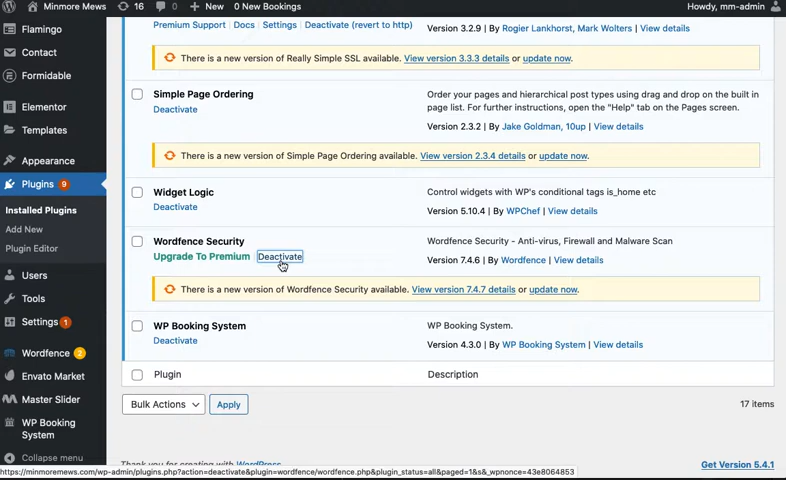 Minmore Mews 16 0 New 0 New Bookings Howdy, mm-admin
Flamingo
Contact
Formidable
Elementor
Templates
Appearance
Plugins 9
Installed Plugins
Add New
Plugin Editor
Users
Tools
Settings 1
Wordfence 2
Envato Market
Master Slider
WP Booking
System
Collapse menu
Premium Support | Docs | Settings | Deactivate (revert to http)
Version 3.2.9 | By Rogier Lankhorst, Mark Wolters | View details
There is a new version of Really Simple SSL available. View version 3.3.3 details or update now.
Simple Page Ordering
Deactivate
Order your pages and hierarchical post types using drag and drop on the built in
page list. For further instructions, open the "Help" tab on the Pages screen.
Version 2.3.2 | By Jake Goldman, 10up | View details
There is a new version of Simple Page Ordering available. View version 2.3.4 details or update now.
Widget Logic
Deactivate
Control widgets with WP's conditional tags is_home etc
Version 5.10.4 | By WPChef | View details
Wordfence Security
Upgrade To Premium | Deactivate
Wordfence Security - Anti-virus, Firewall and Malware Scan
Version 7.4.6 | By Wordfence | View details
There is a new version of Wordfence Security available. View version 7.4.7 details or update now.
WP Booking System
Deactivate
WP Booking System.
Version 4.3.0 | By WP Booking System | View details
Plugin Description
Bulk Actions Apply 17 items
Thank you for creating with WordPress. Get Version 5.4.1
https://minmoremews.com/wp-admin/plugins.php?action=deactivate&plugin=wordfence/wordfence.php&plugin_status=all&paged=1&s&_wpnonce=43e8064853